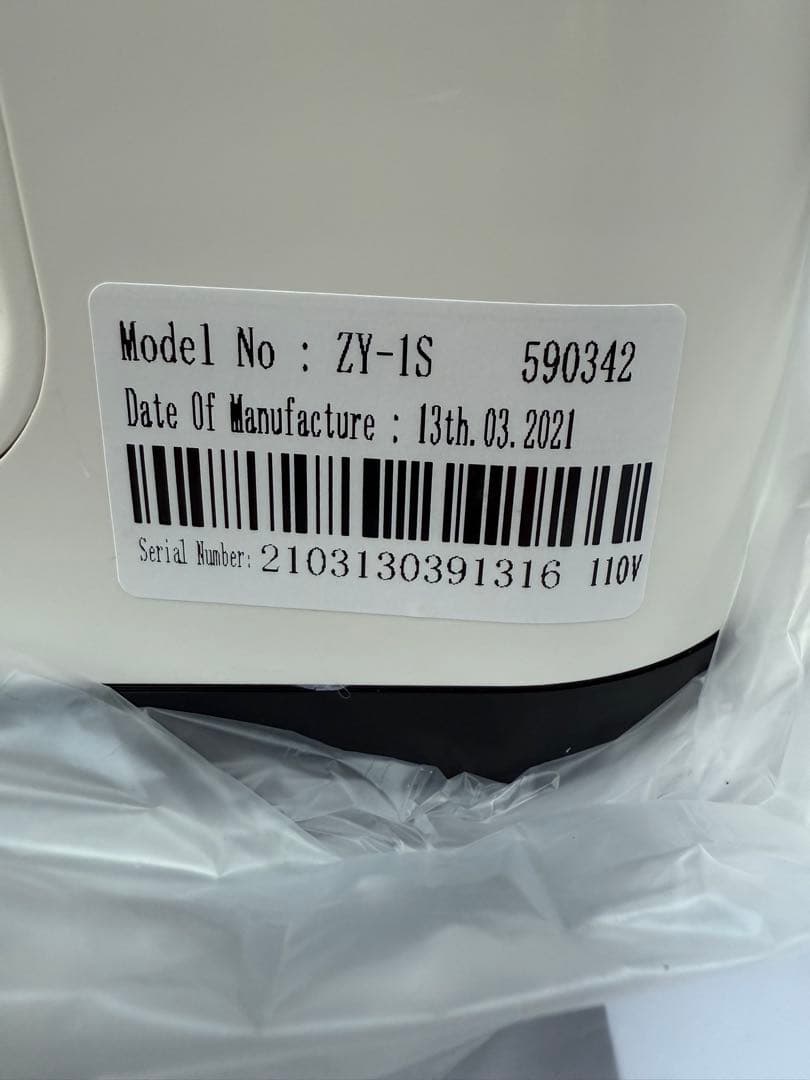 Model No : ZY-1S 590342
Date Of Manufacture : 13th.03.2021
Serial Number: 2103130391316 110V